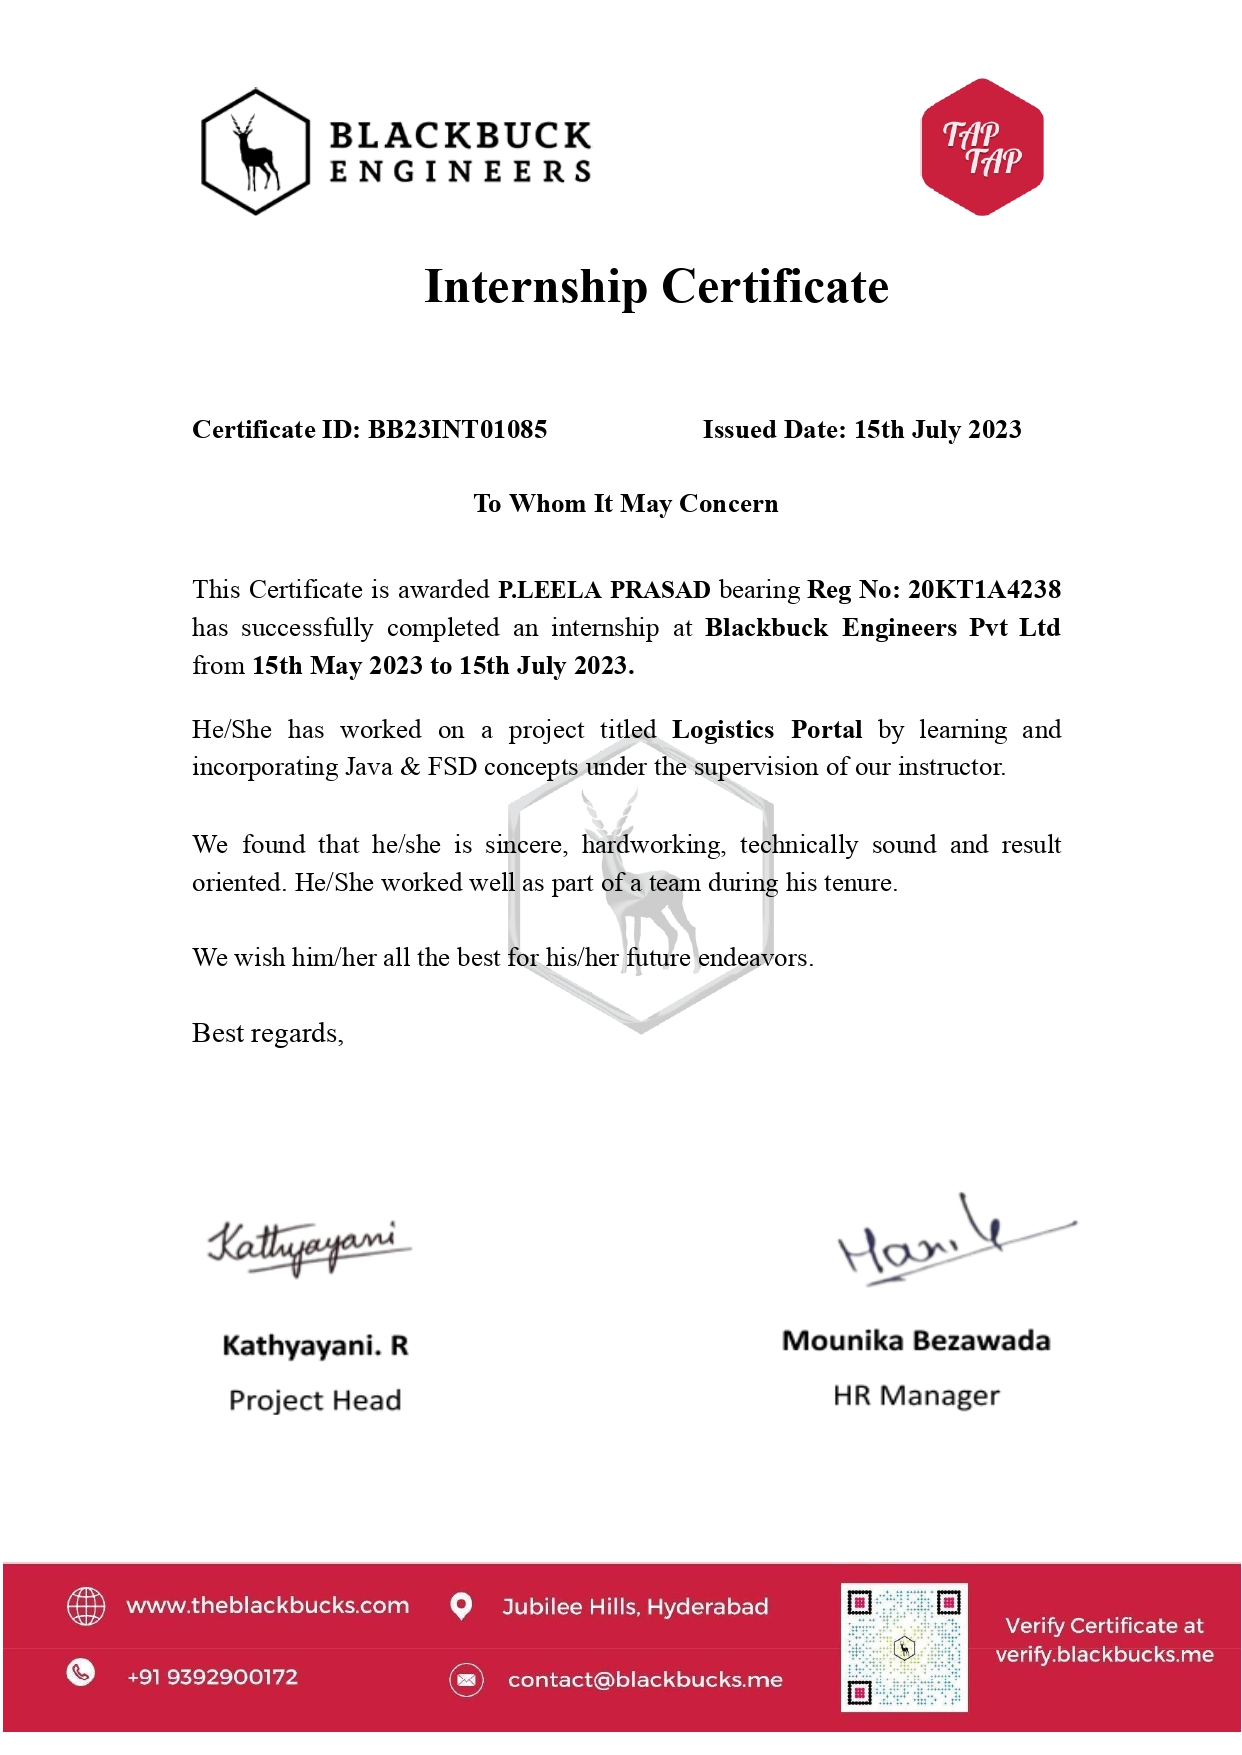 BLACKBUCK
ENGINEERS
TAP
TAP
Internship Certificate
Certificate ID: BB23INT01085 Issued Date: 15th July 2023
To Whom It May Concern
This Certificate is awarded P.LEELA PRASAD bearing Reg No: 20KT1A4238
has successfully completed an internship at Blackbuck Engineers Pvt Ltd
from 15th May 2023 to 15th July 2023.
He/She has worked on a project titled Logistics Portal by learning and
incorporating Java & FSD concepts under the supervision of our instructor.
We found that he/she is sincere, hardworking, technically sound and result
oriented. He/She worked well as part of a team during his tenure.
We wish him/her all the best for his/her future endeavors.
Best regards,
Kathyayani
Kathyayani. R
Project Head
Mounika Bezawada
HR Manager
www.theblackbucks.com
Jubilee Hills, Hyderabad
+91 9392900172
contact@blackbucks.me
Verify Certificate at
verify.blackbucks.me